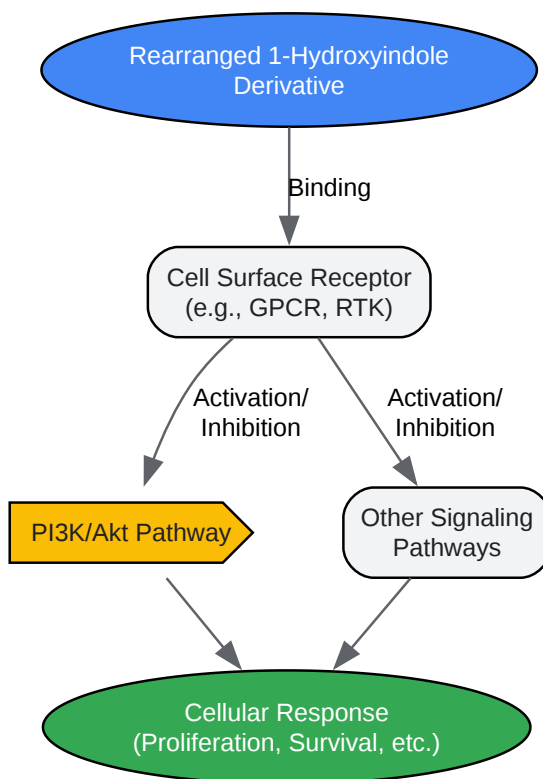 Rearranged 1-Hydroxyindole
Derivative
Binding
Cell Surface Receptor
(e.g., GPCR, RTK)
Activation/
Inhibition
Activation/
Inhibition
PI3K/Akt Pathway
Other Signaling
Pathways
Cellular Response
(Proliferation, Survival, etc.)